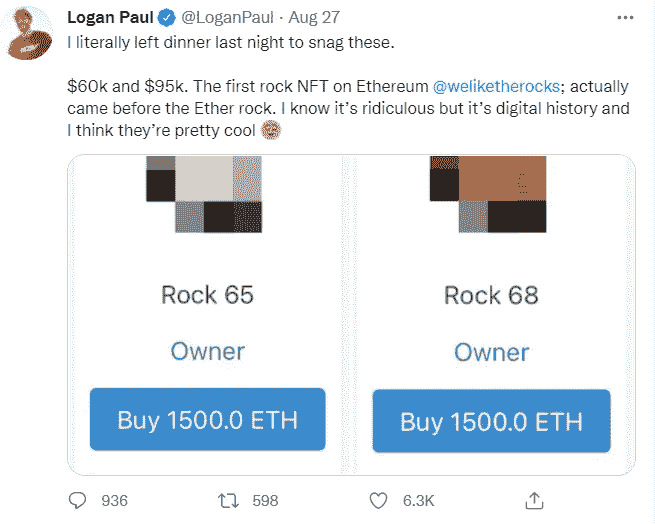 Logan Paul @LoganPaul · Aug 27
I literally left dinner last night to snag these.
$60k and $95k. The first rock NFT on Ethereum @weliketherocks; actually
came before the Ether rock. I know it's ridiculous but it's digital history and
I think they're pretty cool
Rock 65
Owner
Buy 1500.0 ETH
Rock 68
Owner
Buy 1500.0 ETH
936 598 6.3K